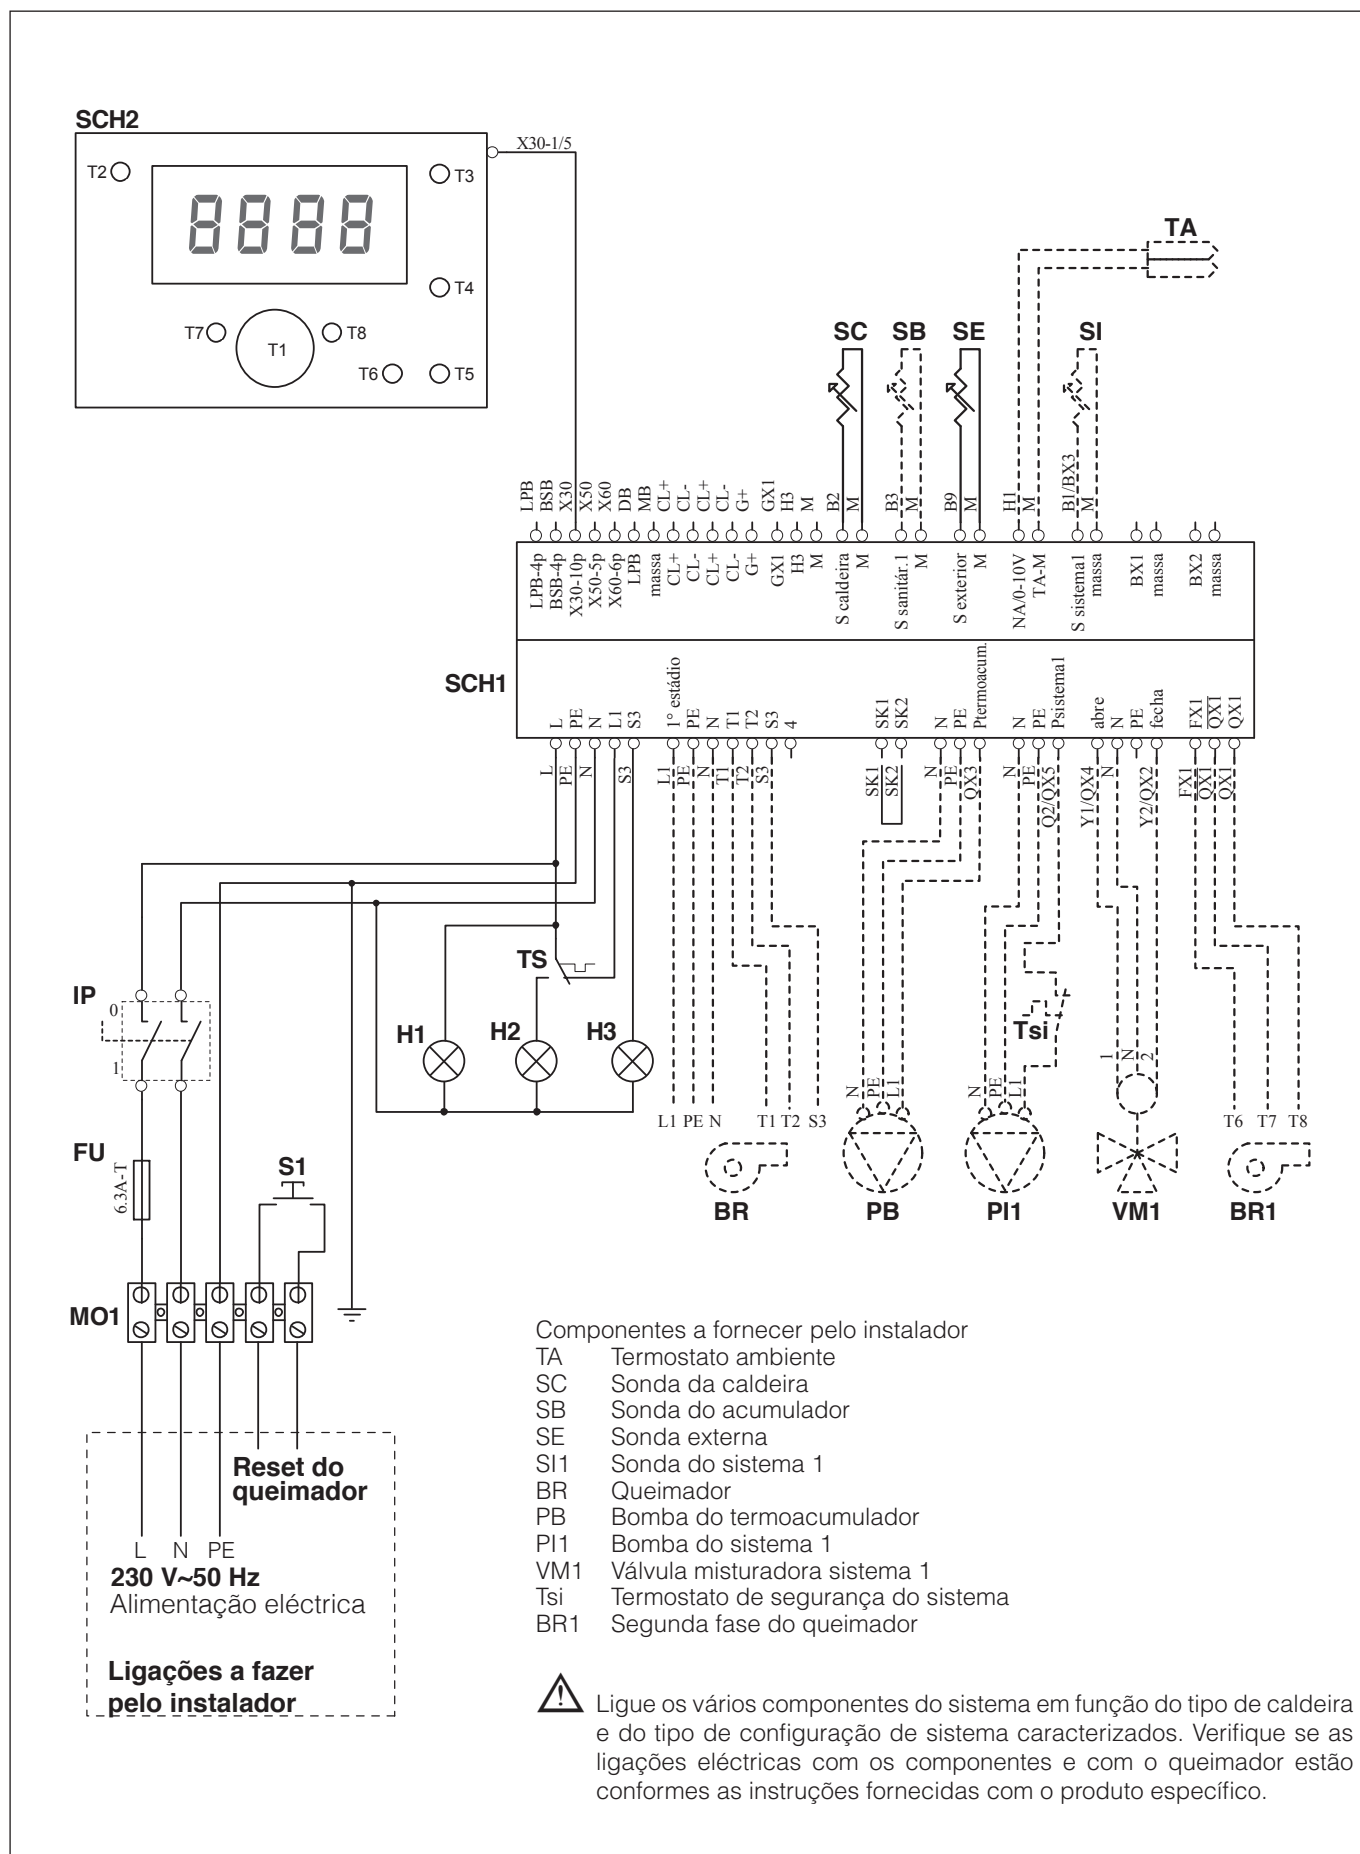 SCH2
X30-1/5
T2
T3
T4
T7
T8
T1
T6
T5
TA
SC
SB
SE
SI
LPB
BSB
X30
X50
X60
DB
MB
CL+
CL-
CL+
CL-
G+
GX1
H3
M
B2
M
B3
M
B9
M
H1
M
B1/BX3
M
LPB-4p
BSB-4p
X30-10p
X50-5p
X60-6p
LPB
massa
CL+
CL-
CL+
CL-
G+
GX1
H3
M
S caldeira
M
S sanitár.1
M
S exterior
M
NA/0-10V
TA-M
S sistema1
massa
BX1
massa
BX2
massa
SCH1
L
PE
N
L1
S3
1º estádio
PE
N
T1
T2
S3
4
SK1
SK2
N
PE
Ptermoacum.
N
PE
Psistema1
abre
N
PE
fecha
FX1
QX1
QX1
L
PE
N
S3
L1
PE
N
T1
T2
S3
SK1
SK2
N
PE
QX3
N
PE
Q2/QX5
Y1/QX4
N
Y2/QX2
FX1
QX1
QX1
TS
IP
0
1
H1
H2
H3
Tsi
1
N
2
N
PE
L1
N
PE
L1
L1 PE N
T1 T2 S3
T6 T7 T8
FU
6.3A-T
S1
BR
PB
PI1
VM1
BR1
MO1
Reset do
queimador
L N PE
230 V~50 Hz
Alimentação eléctrica
Ligações a fazer
pelo instalador
Componentes a fornecer pelo instalador
TA Termostato ambiente
SC Sonda da caldeira
SB Sonda do acumulador
SE Sonda externa
SI1 Sonda do sistema 1
BR Queimador
PB Bomba do termoacumulador
PI1 Bomba do sistema 1
VM1 Válvula misturadora sistema 1
Tsi Termostato de segurança do sistema
BR1 Segunda fase do queimador
Ligue os vários componentes do sistema em função do tipo de caldeira
e do tipo de configuração de sistema caracterizados. Verifique se as
ligações eléctricas com os componentes e com o queimador estão
conformes as instruções fornecidas com o produto específico.